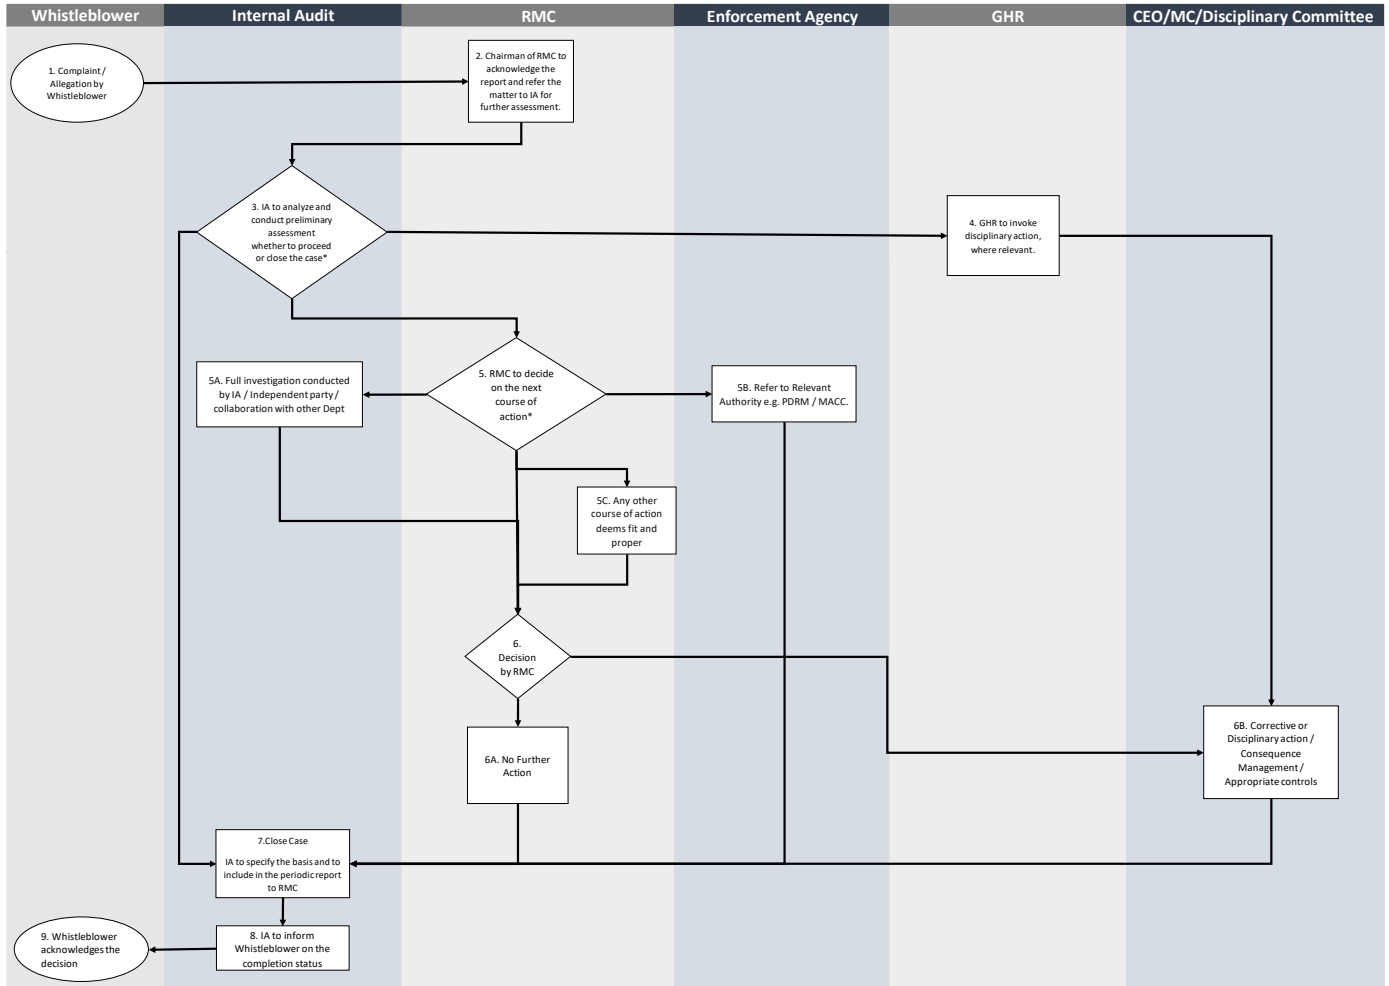 Whistleblower
Internal Audit
RMC
Enforcement Agency
GHR
CEO/MC/Disciplinary Committee
1. Complaint /
Allegation by
Whistleblower
2. Chairman of RMC to
acknowledge the
report and refer the
matter to IA for
further assessment.
3. IA to analyze and
conduct preliminary
assessment
whether to proceed
or close the case*
4. GHR to invoke
disciplinary action,
where relevant.
5A. Full investigation conducted
by IA / Independent party /
collaboration with other Dept
5. RMC to decide
on the next
course of
action*
5B. Refer to Relevant
Authority e.g. PDRM / MACC.
5C. Any other
course of action
deems fit and
proper
6.
Decision
by RMC
6A. No Further
Action
6B. Corrective or
Disciplinary action /
Consequence
Management /
Appropriate controls
7.Close Case
IA to specify the basis and to
include in the periodic report
to RMC
8. IA to inform
Whistleblower on the
completion status
9. Whistleblower
acknowledges the
decision